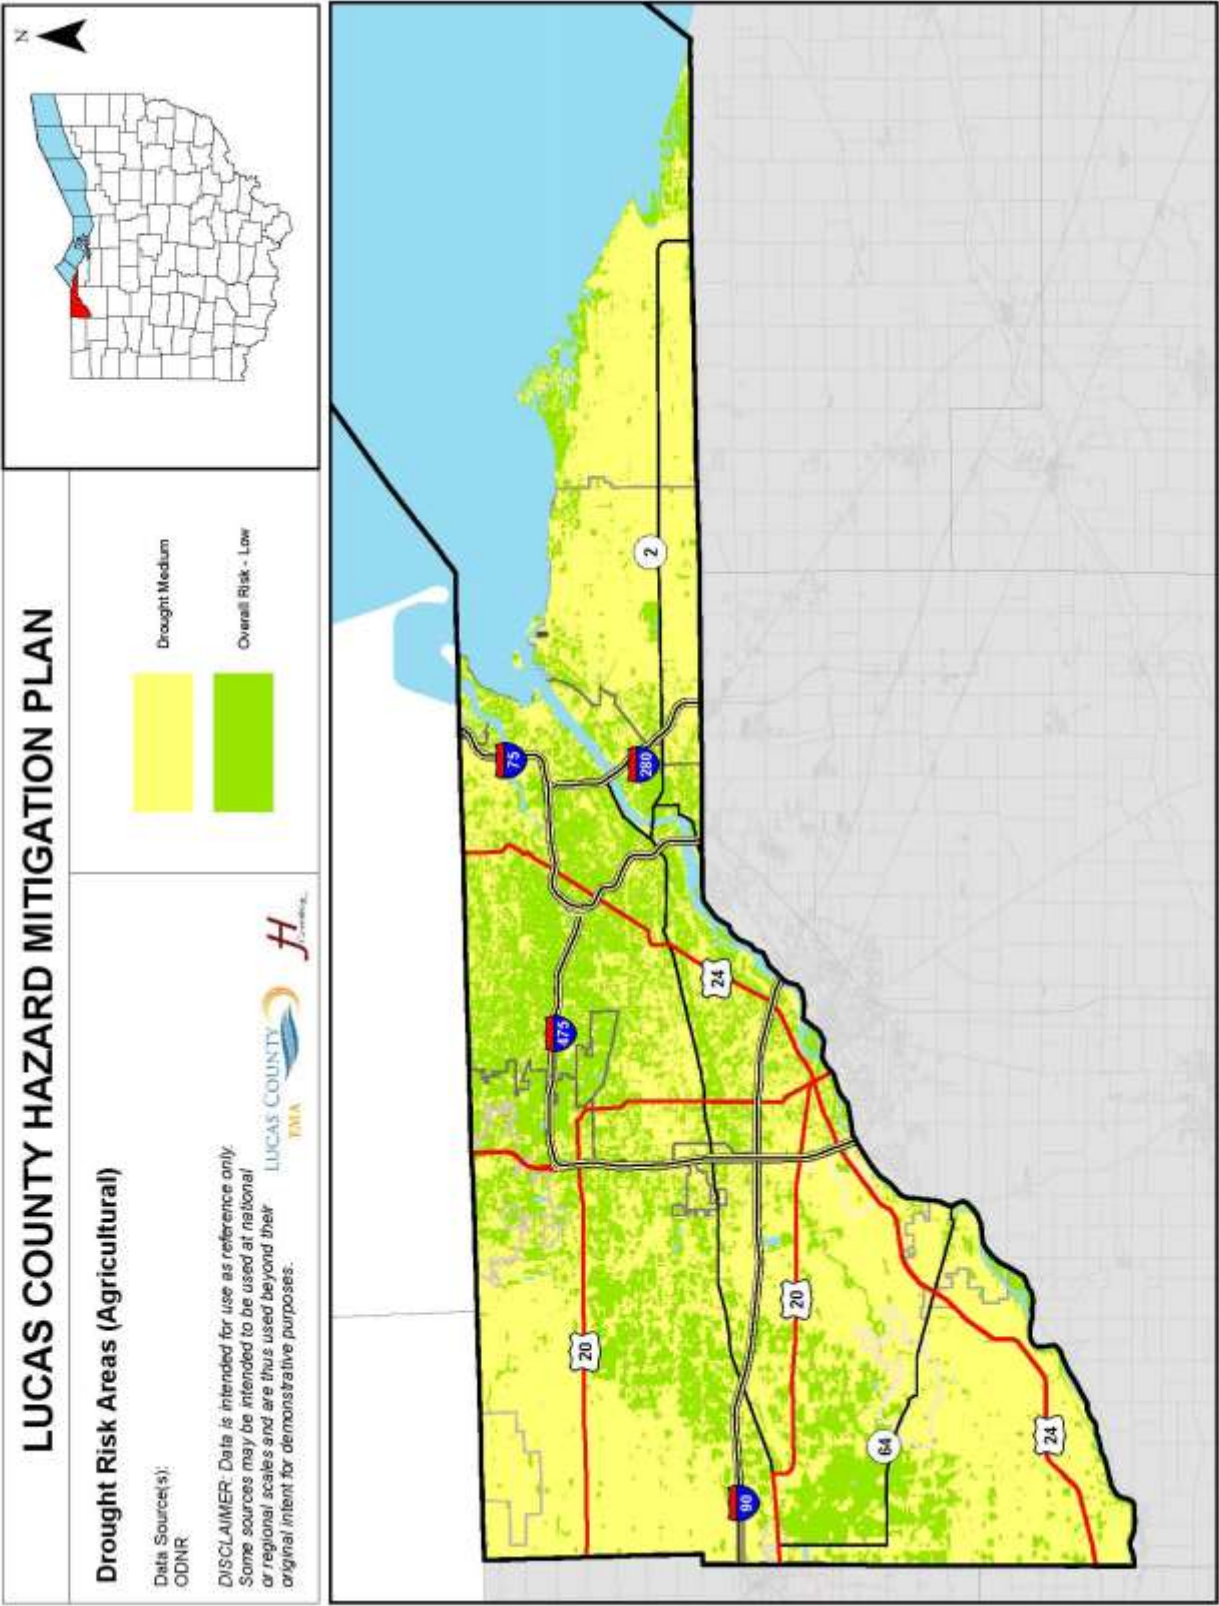 LUCAS COUNTY HAZARD MITIGATION PLAN
Drought Risk Areas (Agricultural)
Data Source(s):
ODNR
DISCLAIMER: Data is intended for use as reference only.
Some sources may be intended to be used at national
or regional scales and are thus used beyond their
original intent for demonstrative purposes.
LUCAS COUNTY
EMA
H
Drought Medium
Overall Risk - Low
N
75
280
2
475
24
20
20
64
90
24